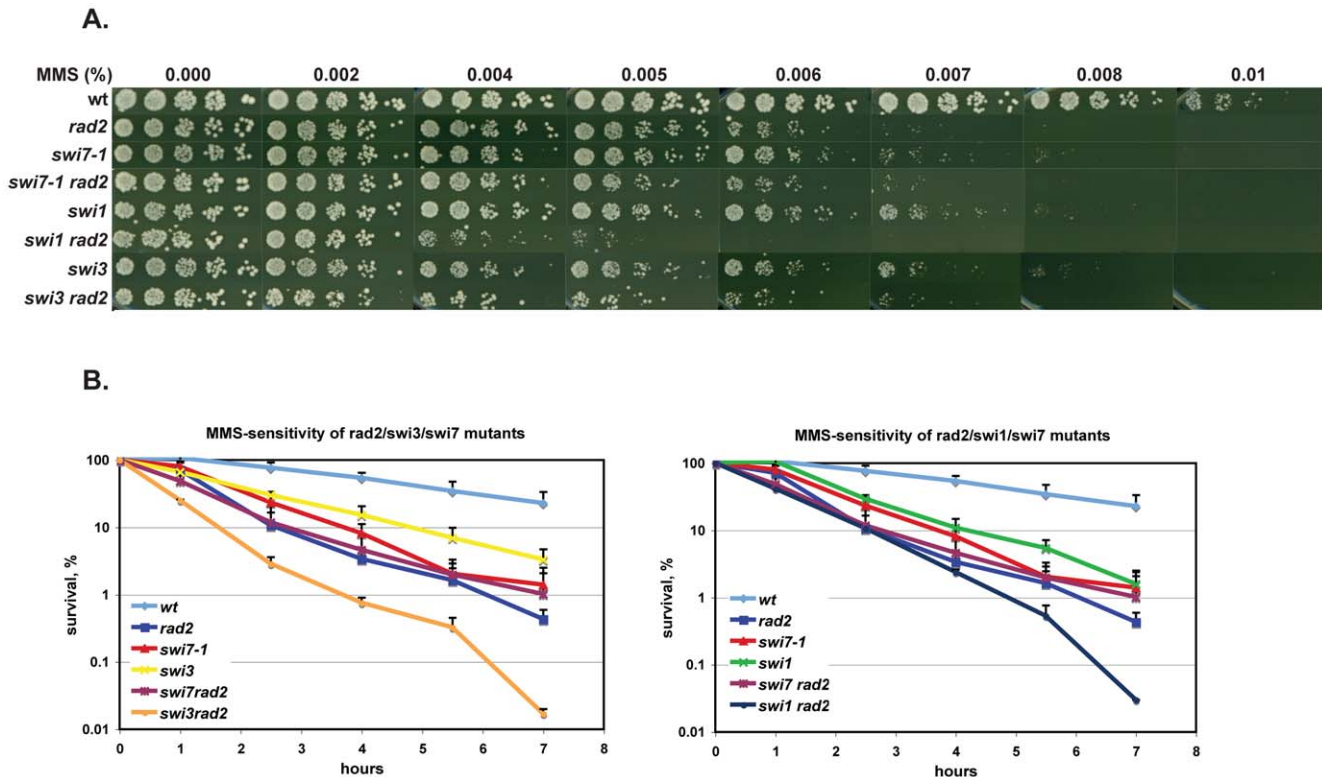 A.
MMS (%) 0.000 0.002 0.004 0.005 0.006 0.007 0.008 0.01
wt
rad2
swi7-1
swi7-1 rad2
swi1
swi1 rad2
swi3
swi3 rad2
B.
MMS-sensitivity of rad2/swi3/swi7 mutants
100
10
1
0.1
0.01
survival, %
wt
rad2
swi7-1
swi3
swi7rad2
swi3rad2
0 1 2 3 4 5 6 7 8
hours
MMS-sensitivity of rad2/swi1/swi7 mutants
100
10
1
0.1
0.01
survival, %
wt
rad2
swi7-1
swi1
swi7 rad2
swi1 rad2
0 1 2 3 4 5 6 7 8
hours